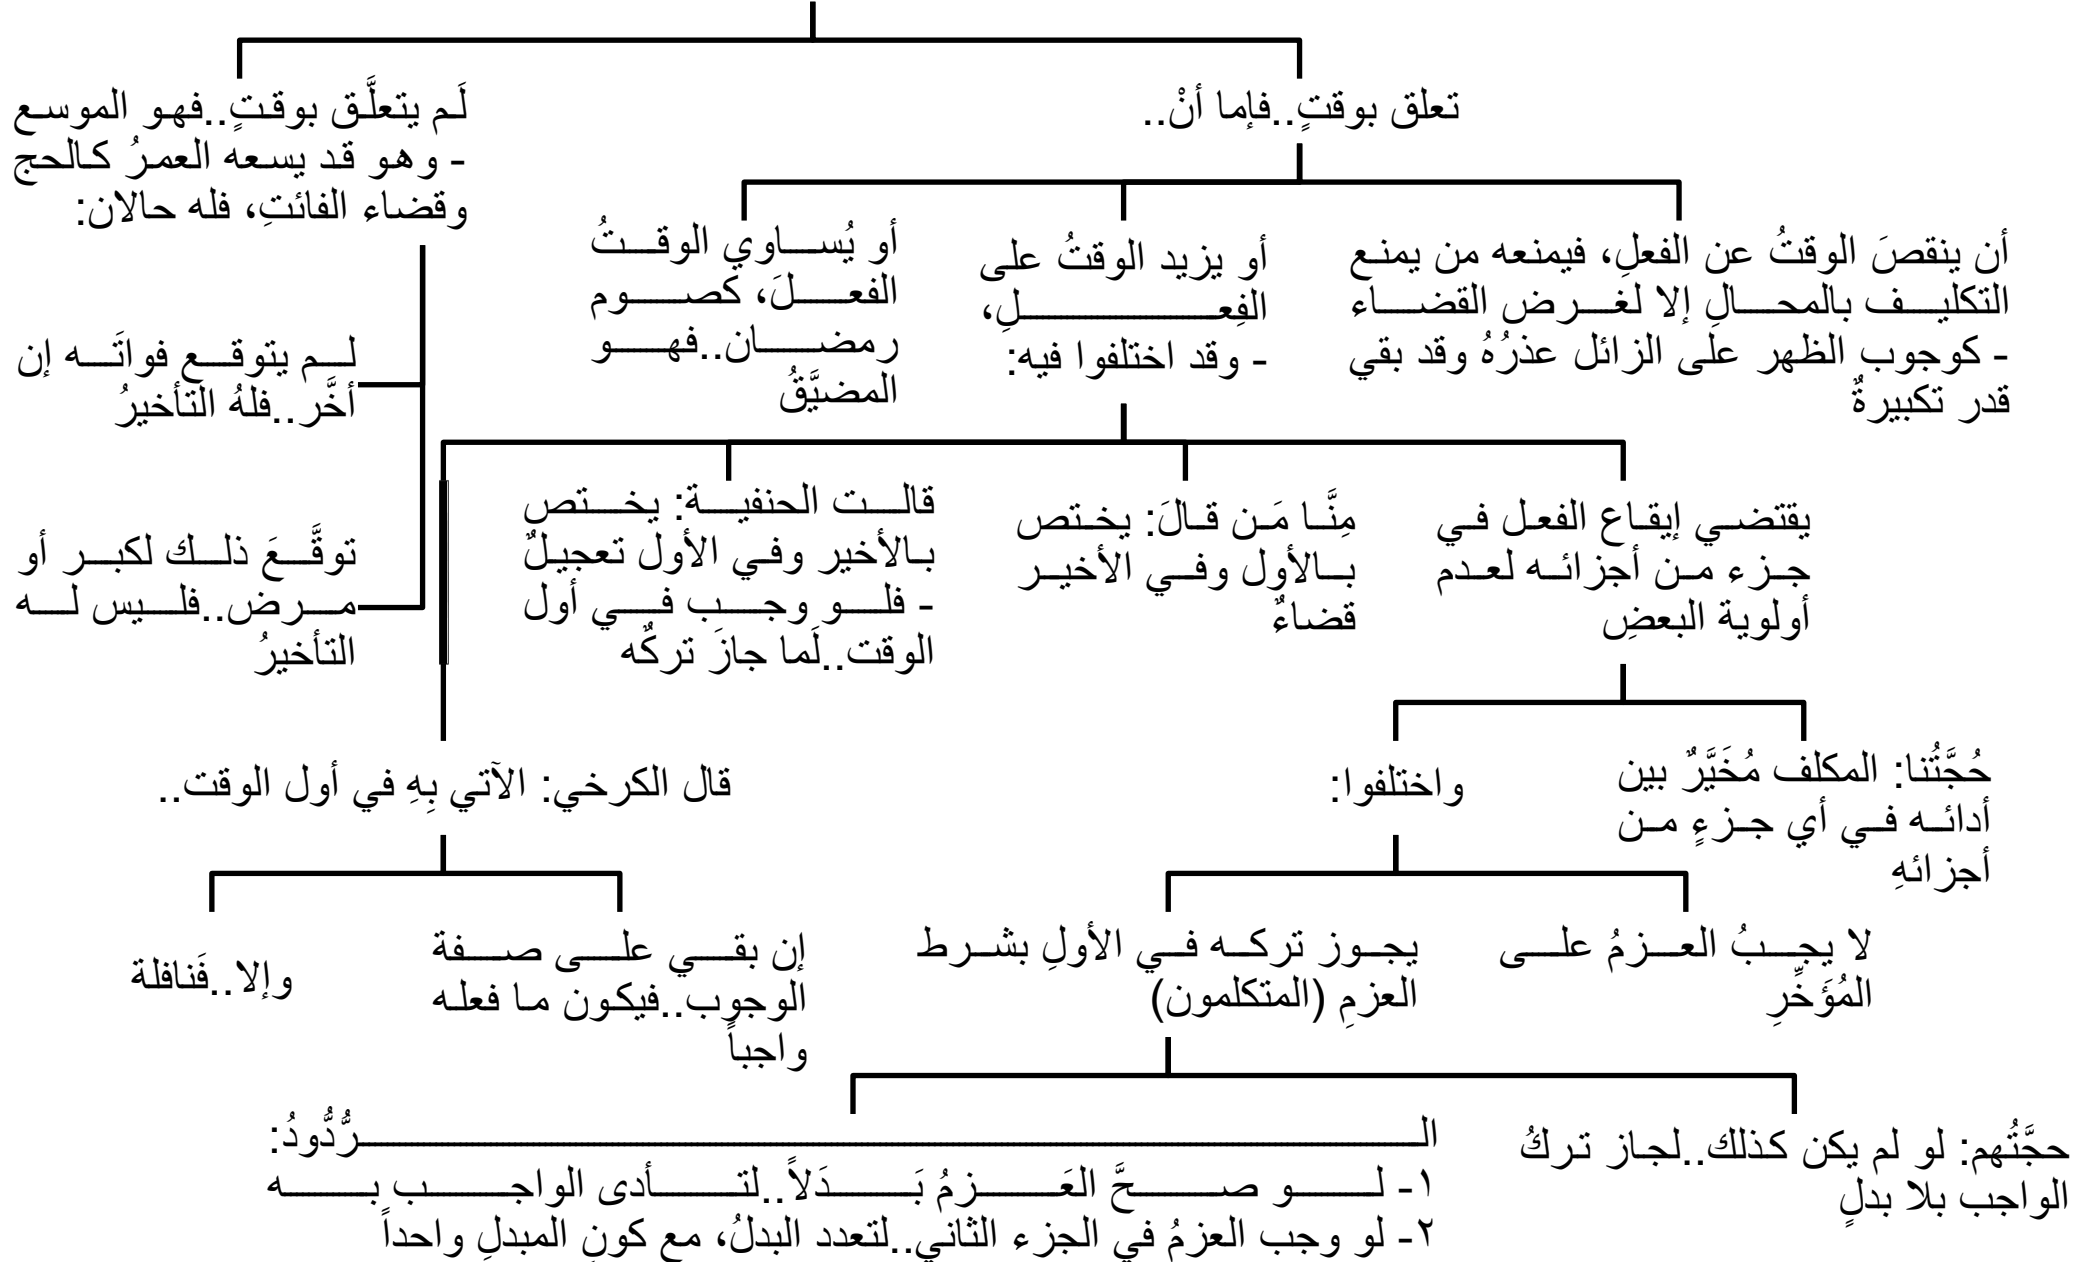 تعلق بوقتٍ..فإما أنْ..
لَم يتعلَّق بوقتٍ..فهو الموسع
- وهو قد يسعه العمرُ كالحج
وقضاء الفائتِ، فله حالان:
أن ينقصَ الوقتُ عن الفعلِ، فيمنعه من يمنع
التكليف بالمحالِ إلا لغرض القضاء
- كوجوب الظهر على الزائل عذرُهُ وقد بقي
قدر تكبيرةٌ
أو يزيد الوقتُ على
الفِعلِ،
- وقد اختلفوا فيه:
أو يُساوي الوقتُ
الفعلَ، كصوم
رمضان..فهو
المضيَّقُ
لم يتوقع فواتَه إن
أخَّر..فلهُ التأخيرُ
توقَّعَ ذلك لكبر أو
مرض..فليس له
التأخيرُ
يقتضي إيقاع الفعل في
جزء من أجزائه لعدم
أولوية البعضِ
مِنَّا مَن قالَ: يختص
بالأول وفي الأخير
قضاءٌ
قالت الحنفية: يختص
بالأخير وفي الأول تعجيلٌ
- فلو وجب في أول
الوقت..لَما جازَ تركٌه
حُجَّتُنا: المكلف مُخَيَّرٌ بين
أدائه في أي جزءٍ من
أجزائهِ
واختلفوا:
قال الكرخي: الآتي بِهِ في أول الوقت..
لا يجبُ العزمُ على
المُؤَخِّرِ
يجوز تركه في الأولِ بشرط
العزمِ (المتكلمون)
إن بقي على صفة
الوجوب..فيكون ما فعله
واجباً
وإلا..فَنافلة
حجَّتُهم: لو لم يكن كذلك..لجاز تركُ
الواجب بلا بدلٍ
الرُّدُّودُ:
١- لو صحَّ العَزمُ بَدَلاً..لتأدى الواجب به
٢- لو وجب العزمُ في الجزء الثاني..لتعدد البدلُ، مع كونِ المبدلِ واحداً